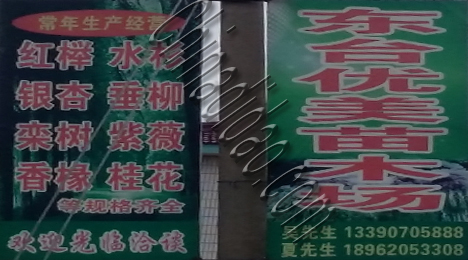 常年生产经营
红榉 水杉
银杏 垂柳
栾树 紫薇
香橼 桂花
等规格齐全
欢迎光临洽谈
东台优美苗木场
吴先生 13390705888
夏先生 18962053308